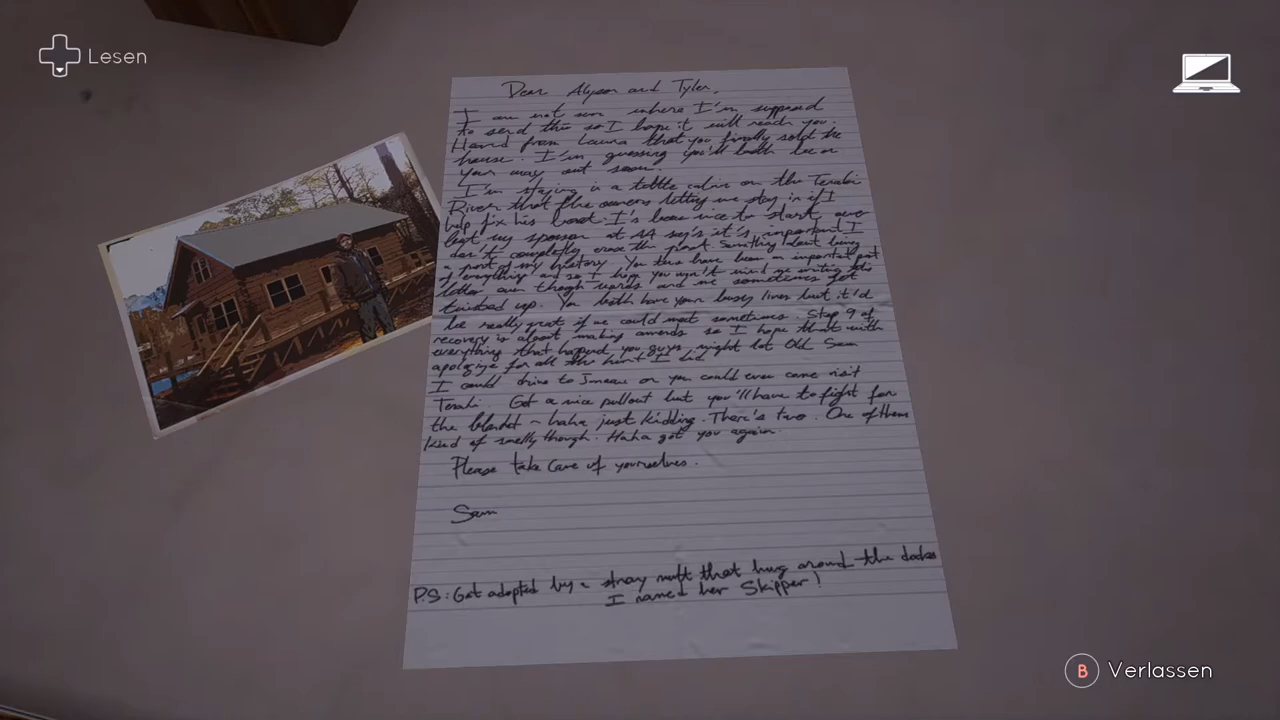 Lesen
Dear Alyson and Tyler,
I am not sure where I'm supposed
to send this so I hope it will reach you.
Heard from that you finally sold the
house. I'm guessing you'll both be on
your way out soon.
I'm staying in a little cabin on the
River that the owners letting me stay in if I
help fix his boat. It's been nice to start over
but my sponsor at AA says it's important I
don't completely erase the past something about being
a part of my history. You two have been an important part
of everything and so I hope you won't mind me writing this
letter even though words and me sometimes get
twisted up. You both have your busy lives but it'd
be really great if we could meet sometimes. Step 9 of
recovery is about making amends so I hope that with
everything that you guys might let Old Sam
apologize for all the hurt I did.
I could drive to Juneau or you could even come visit
Got a nice pullout but you'll have to fight for
the blanket ~ haha just kidding. There's two. One of them
kind of smelly though. Haha got you again.
Please take care of yourselves.
Sam
P.S: Got adopted by a stray mutt that hung around the docks
I named her Skipper!
B Verlassen